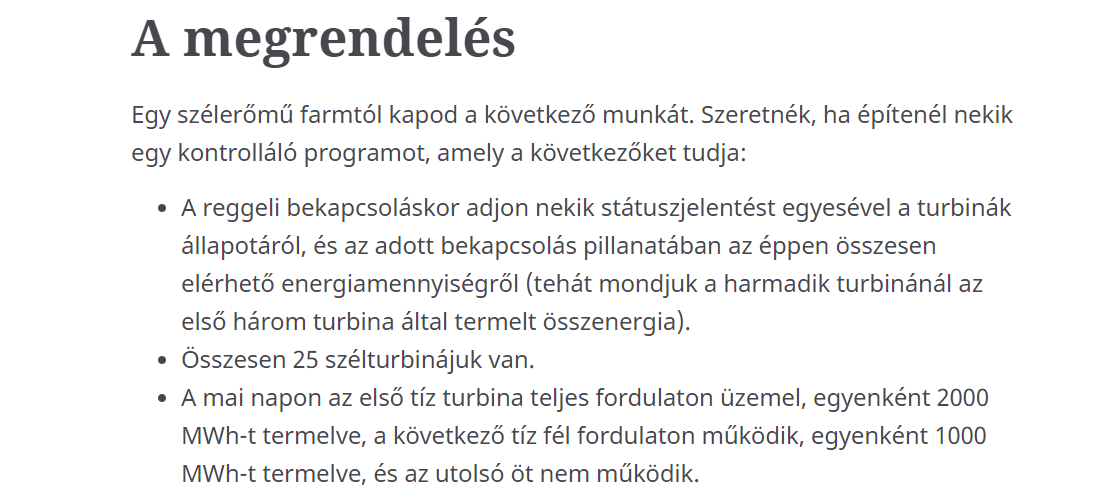 A megrendelés
Egy szélerőmű farmtól kapod a következő munkát. Szeretnék, ha építenél nekik
egy kontrolláló programot, amely a következőket tudja:
• A reggeli bekapcsoláskor adjon nekik státuszjelentést egyesével a turbinák
állapotáról, és az adott bekapcsolás pillanatában az éppen összesen
elérhető energiamennyiségről (tehát mondjuk a harmadik turbinánál az
első három turbina által termelt összenergia).
• Összesen 25 szélturbinájuk van.
• A mai napon az első tíz turbina teljes fordulaton üzemel, egyenként 2000
MWh-t termelve, a következő tíz fél fordulaton működik, egyenként 1000
MWh-t termelve, és az utolsó öt nem működik.